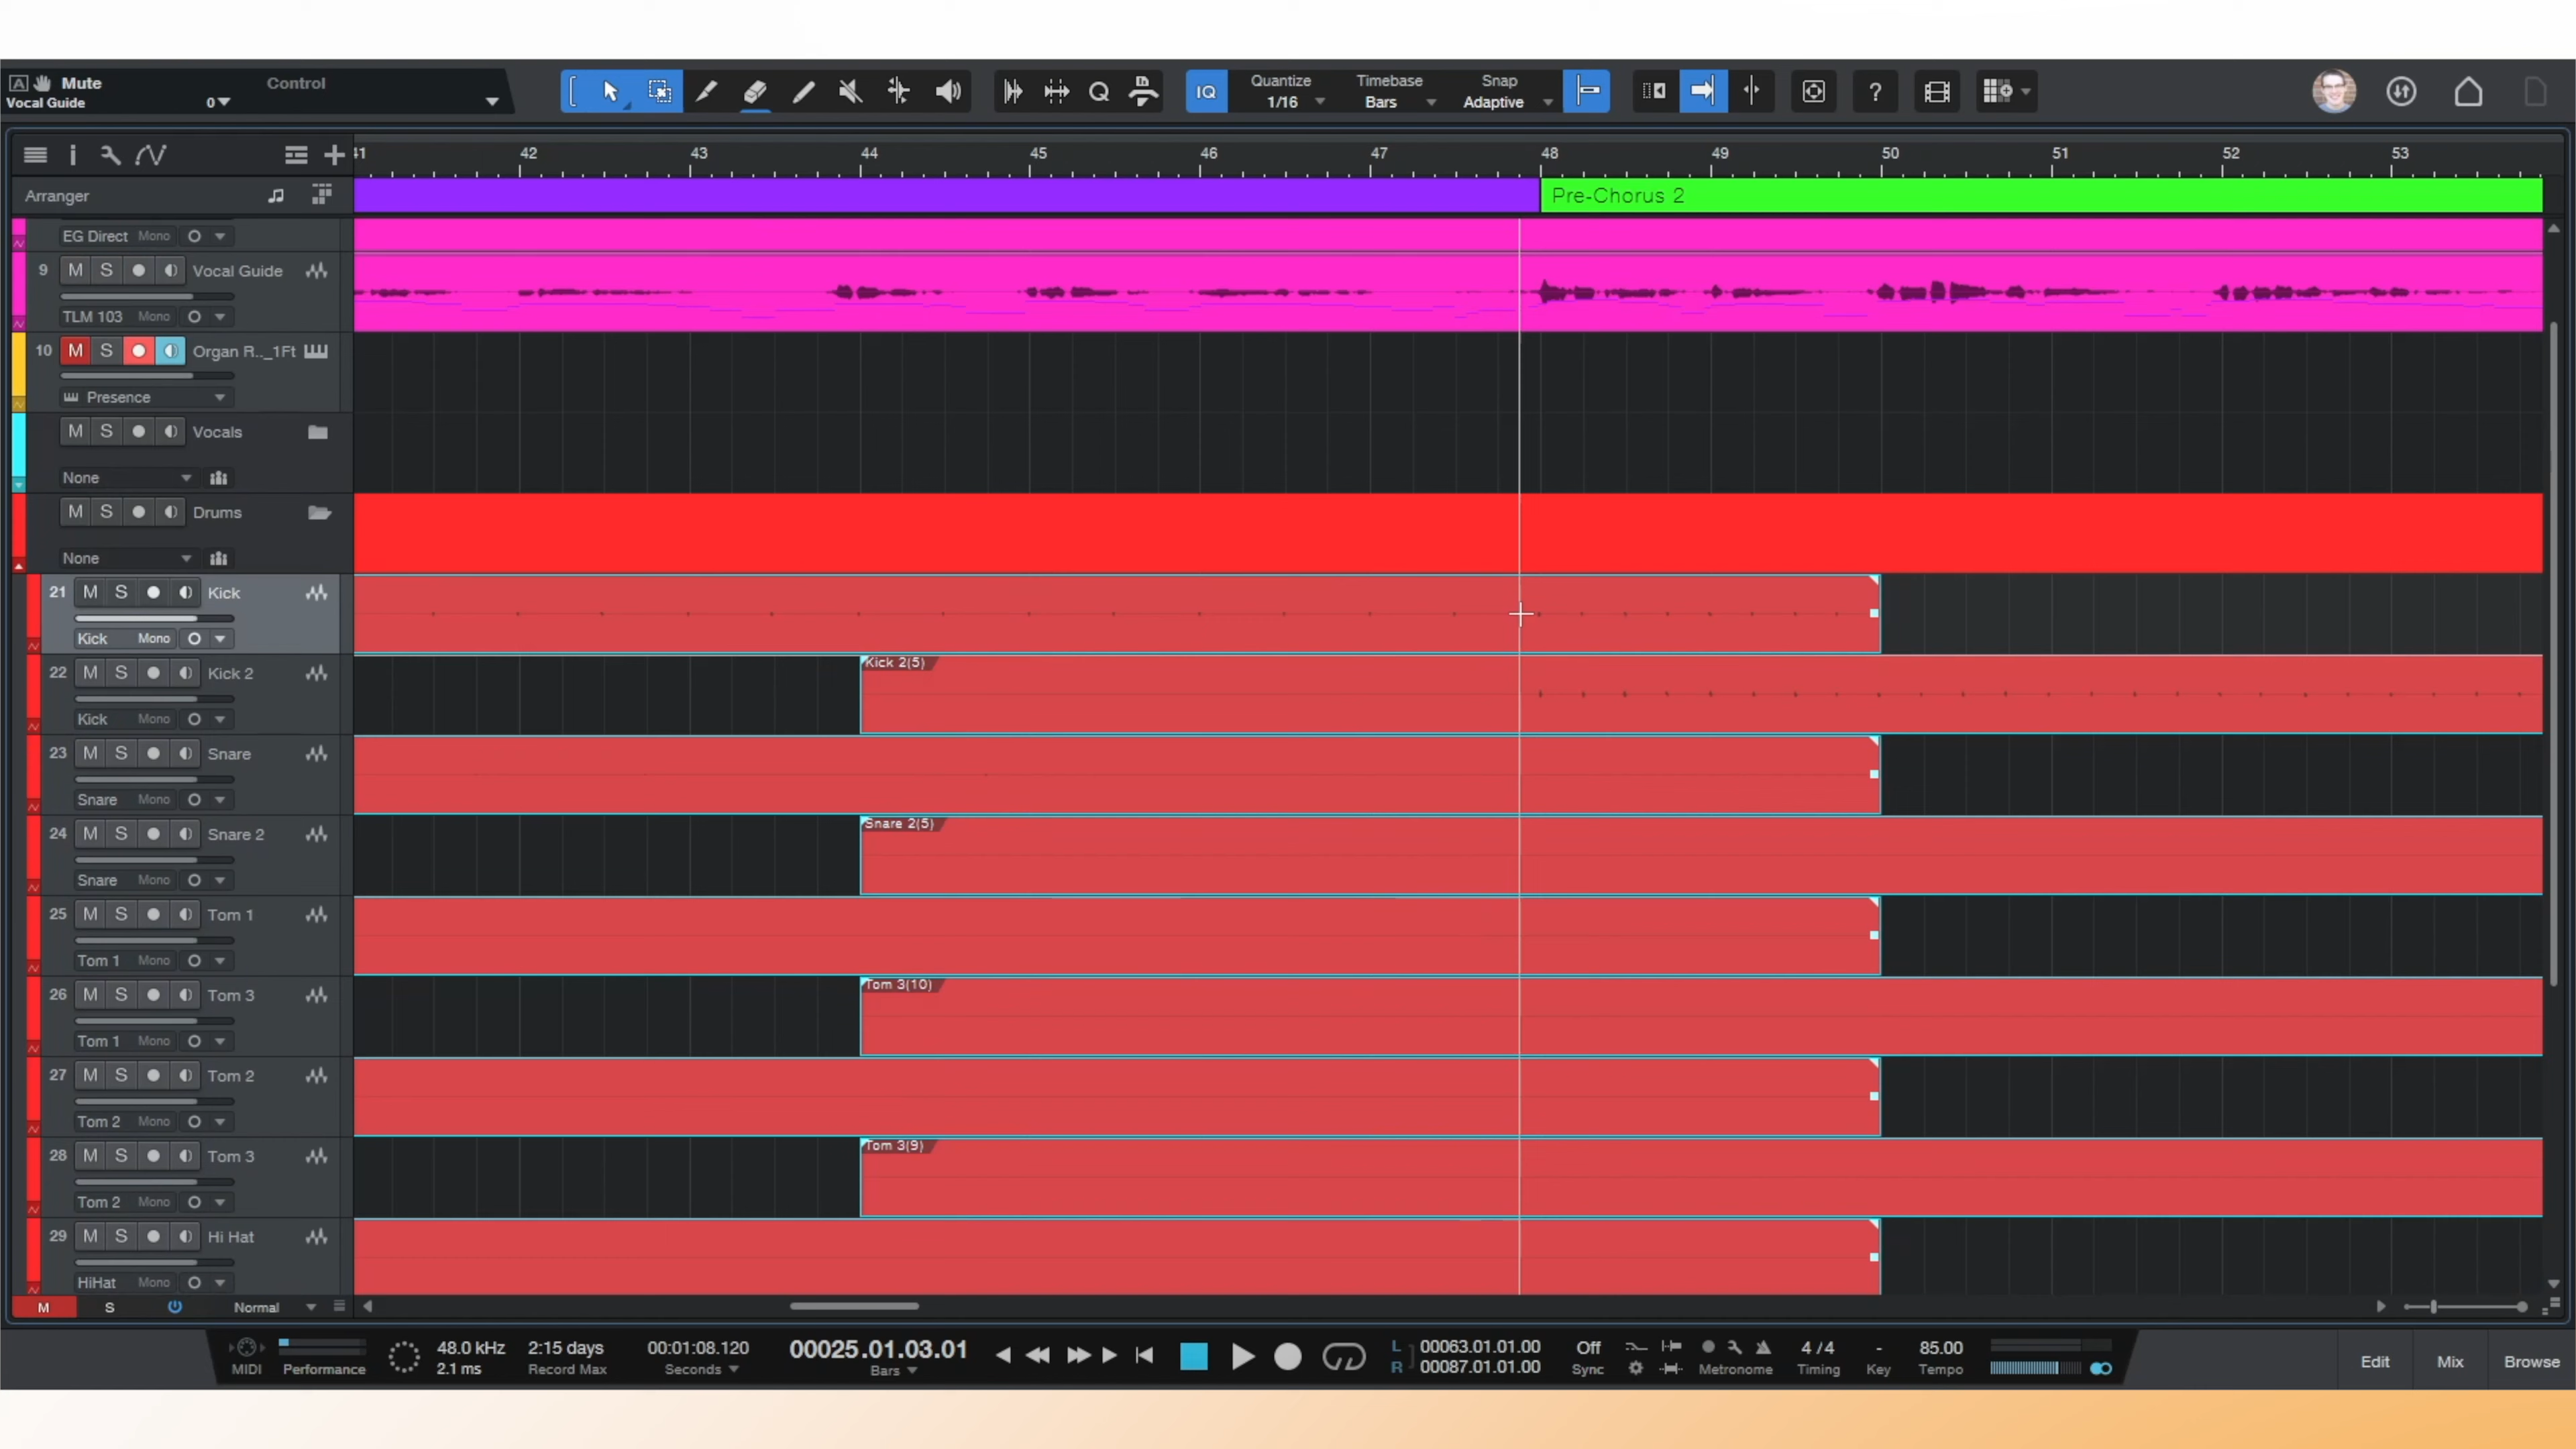 A Mute Control
Vocal Guide 0
IQ Quantize Timebase Snap
1/16 Bars Adaptive
?
41 42 43 44 45 46 47 48 49 50 51 52 53
Arranger Pre-Chorus 2
EG Direct Mono
9 M S Vocal Guide
TLM 103 Mono
10 M S Organ R.._1Ft
Presence
M S Vocals
None
M S Drums
None
21 M S Kick
Kick Mono
22 M S Kick 2 Kick 2(5)
Kick Mono
23 M S Snare
Snare Mono
24 M S Snare 2 Snare 2(5)
Snare Mono
25 M S Tom 1
Tom 1 Mono
26 M S Tom 3 Tom 3(10)
Tom 1 Mono
27 M S Tom 2
Tom 2 Mono
28 M S Tom 3 Tom 3(9)
Tom 2 Mono
29 M S Hi Hat
HiHat Mono
M S Normal
48.0 kHz 2:15 days 00:01:08.120 00025.01.03.01 L 00063.01.01.00 Off 4 / 4 - 85.00
MIDI Performance 2.1 ms Record Max Seconds Bars R 00087.01.01.00 Sync Metronome Timing Key Tempo
Edit Mix Browse